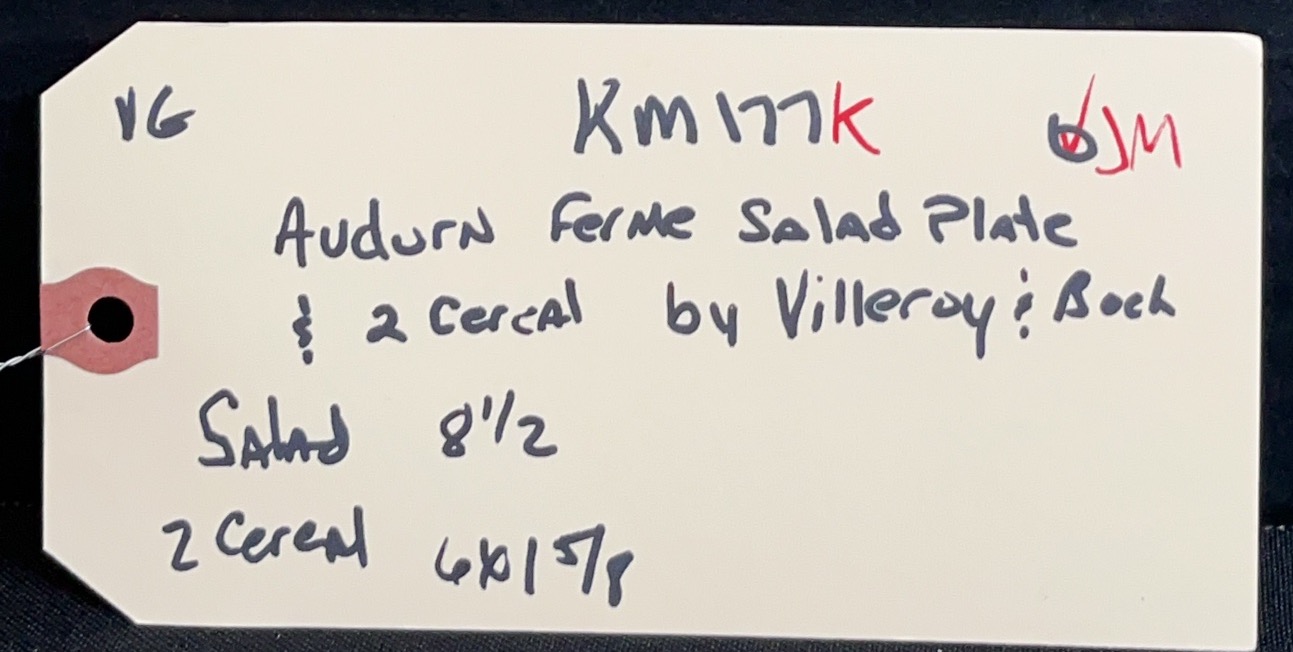 VG KM177K JM
Audurn Ferme Salad Plate
& 2 Cereal by Villeroy & Boch
Salad 8 1/2
2 Cereal 6x1 5/8